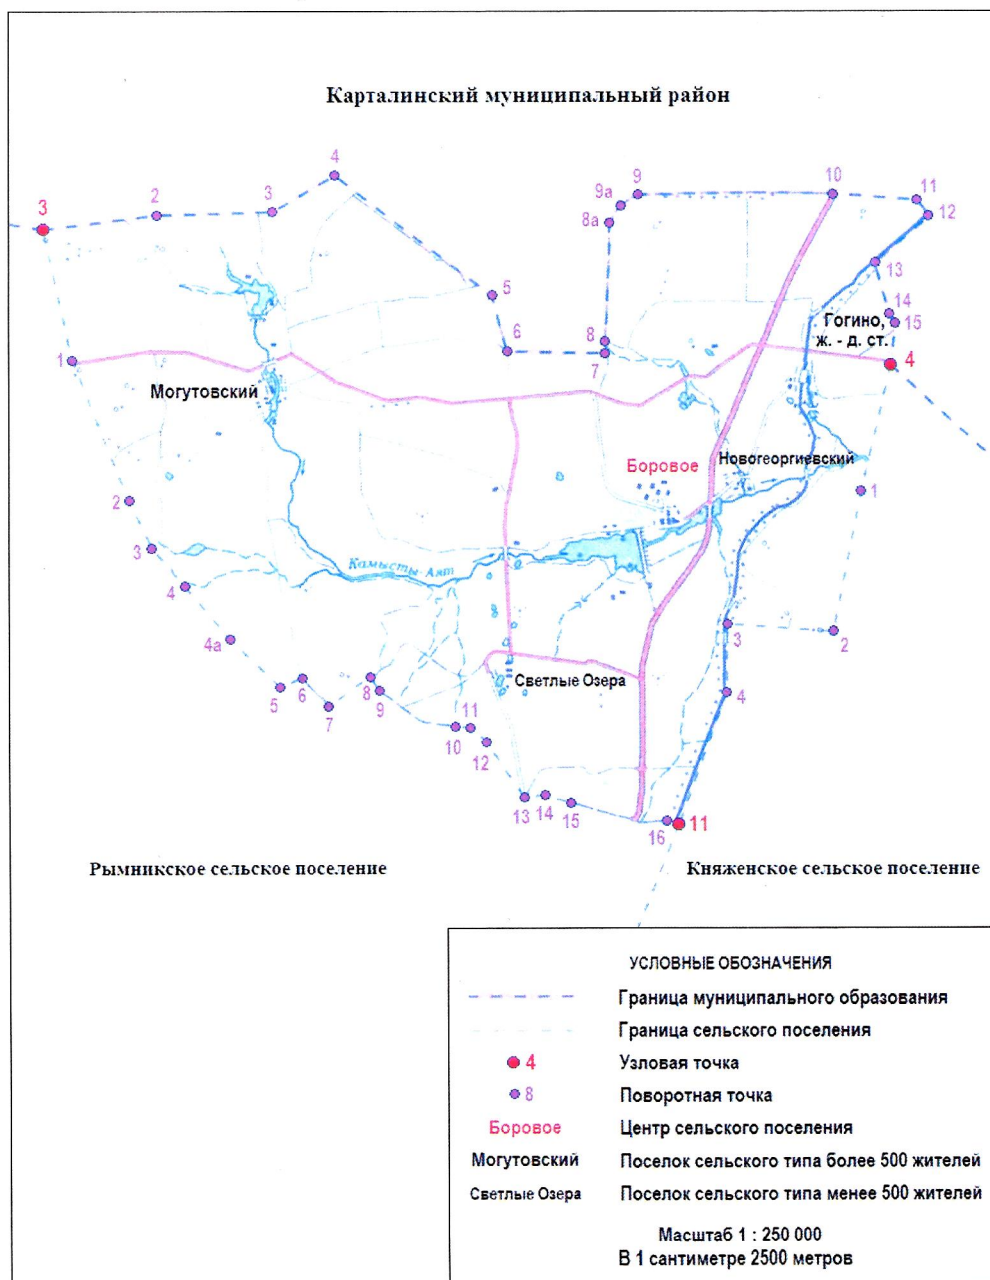 Карталинский муниципальный район
4
3
2
3
9
9а
8а
10
11
12
13
14
15
Гогино,
ж. - д. ст.
4
5
6
8
7
1
Могутовский
Боровое
Новогеоргиевский
1
2
3
4
Камысты-Аят
4а
5
6
7
8
9
3
2
4
Светлые Озера
10
11
12
13
14
15
16
11
Рымникское сельское поселение
Княженское сельское поселение
УСЛОВНЫЕ ОБОЗНАЧЕНИЯ
Граница муниципального образования
Граница сельского поселения
4 Узловая точка
8 Поворотная точка
Боровое Центр сельского поселения
Могутовский Поселок сельского типа более 500 жителей
Светлые Озера Поселок сельского типа менее 500 жителей
Масштаб 1 : 250 000
В 1 сантиметре 2500 метров